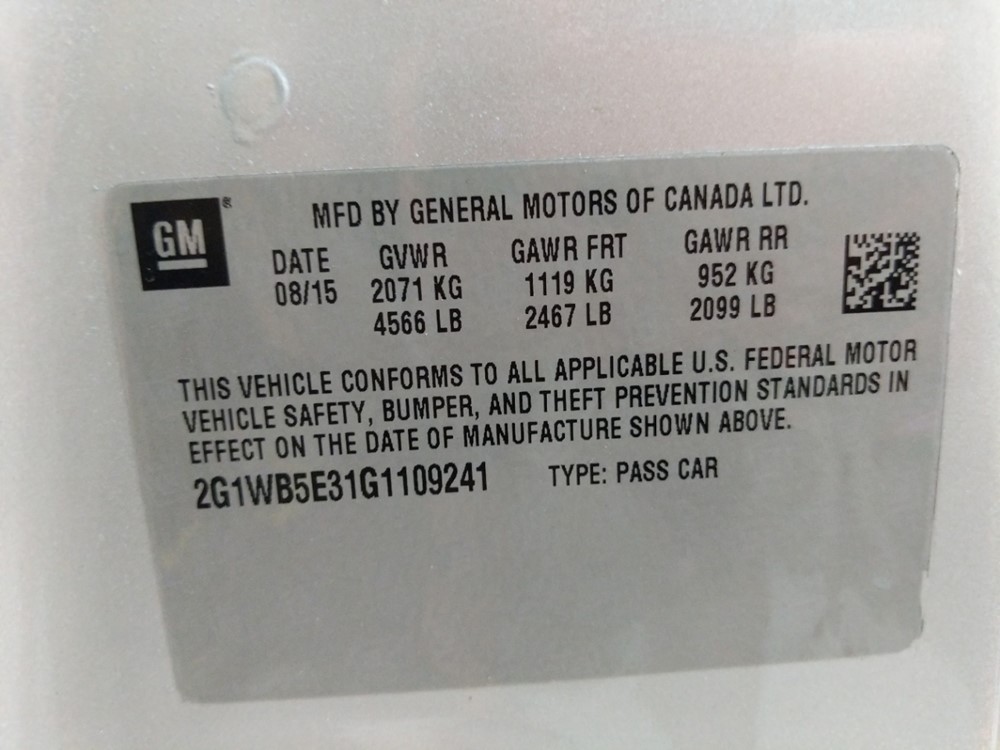 GM®
MFD BY GENERAL MOTORS OF CANADA LTD.
DATE GVWR GAWR FRT GAWR RR
08/15 2071 KG 1119 KG 952 KG
4566 LB 2467 LB 2099 LB
THIS VEHICLE CONFORMS TO ALL APPLICABLE U.S. FEDERAL MOTOR
VEHICLE SAFETY, BUMPER, AND THEFT PREVENTION STANDARDS IN
EFFECT ON THE DATE OF MANUFACTURE SHOWN ABOVE.
2G1WB5E31G1109241 TYPE: PASS CAR